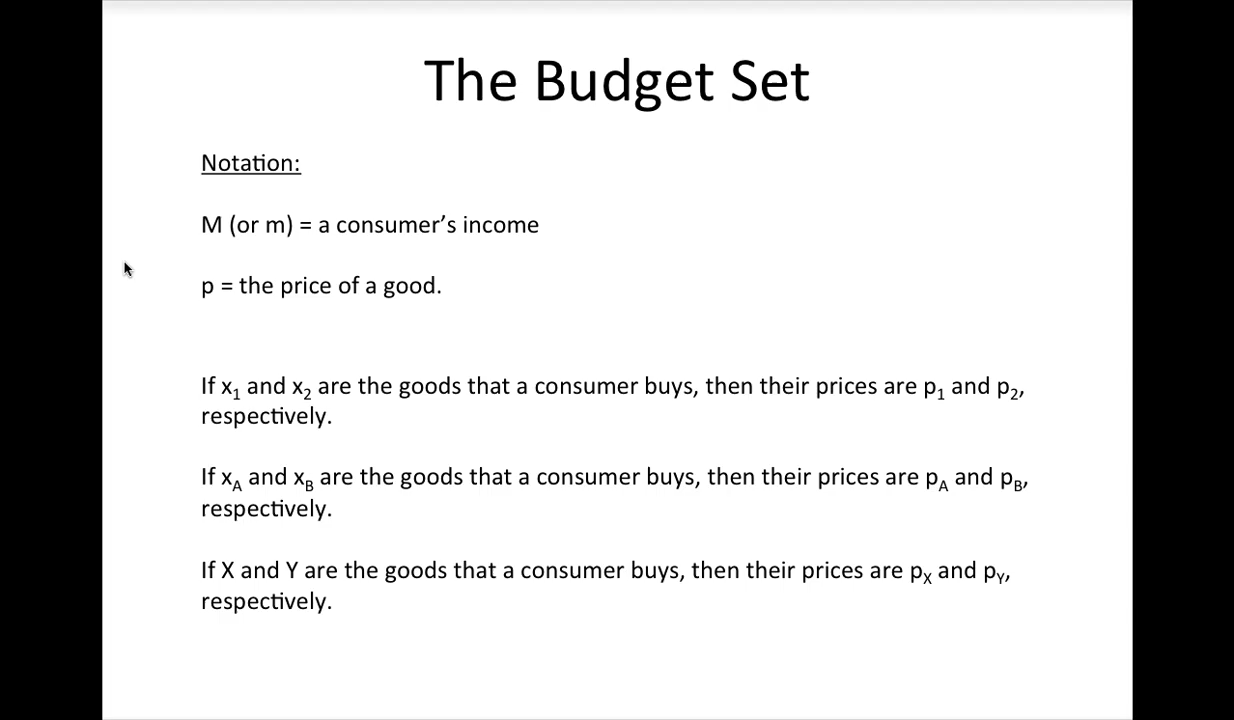 The Budget Set
Notation:
M (or m) = a consumer’s income
p = the price of a good.
If x₁ and x₂ are the goods that a consumer buys, then their prices are p₁ and p₂,
respectively.
If x_A and x_B are the goods that a consumer buys, then their prices are p_A and p_B,
respectively.
If X and Y are the goods that a consumer buys, then their prices are p_X and p_Y,
respectively.